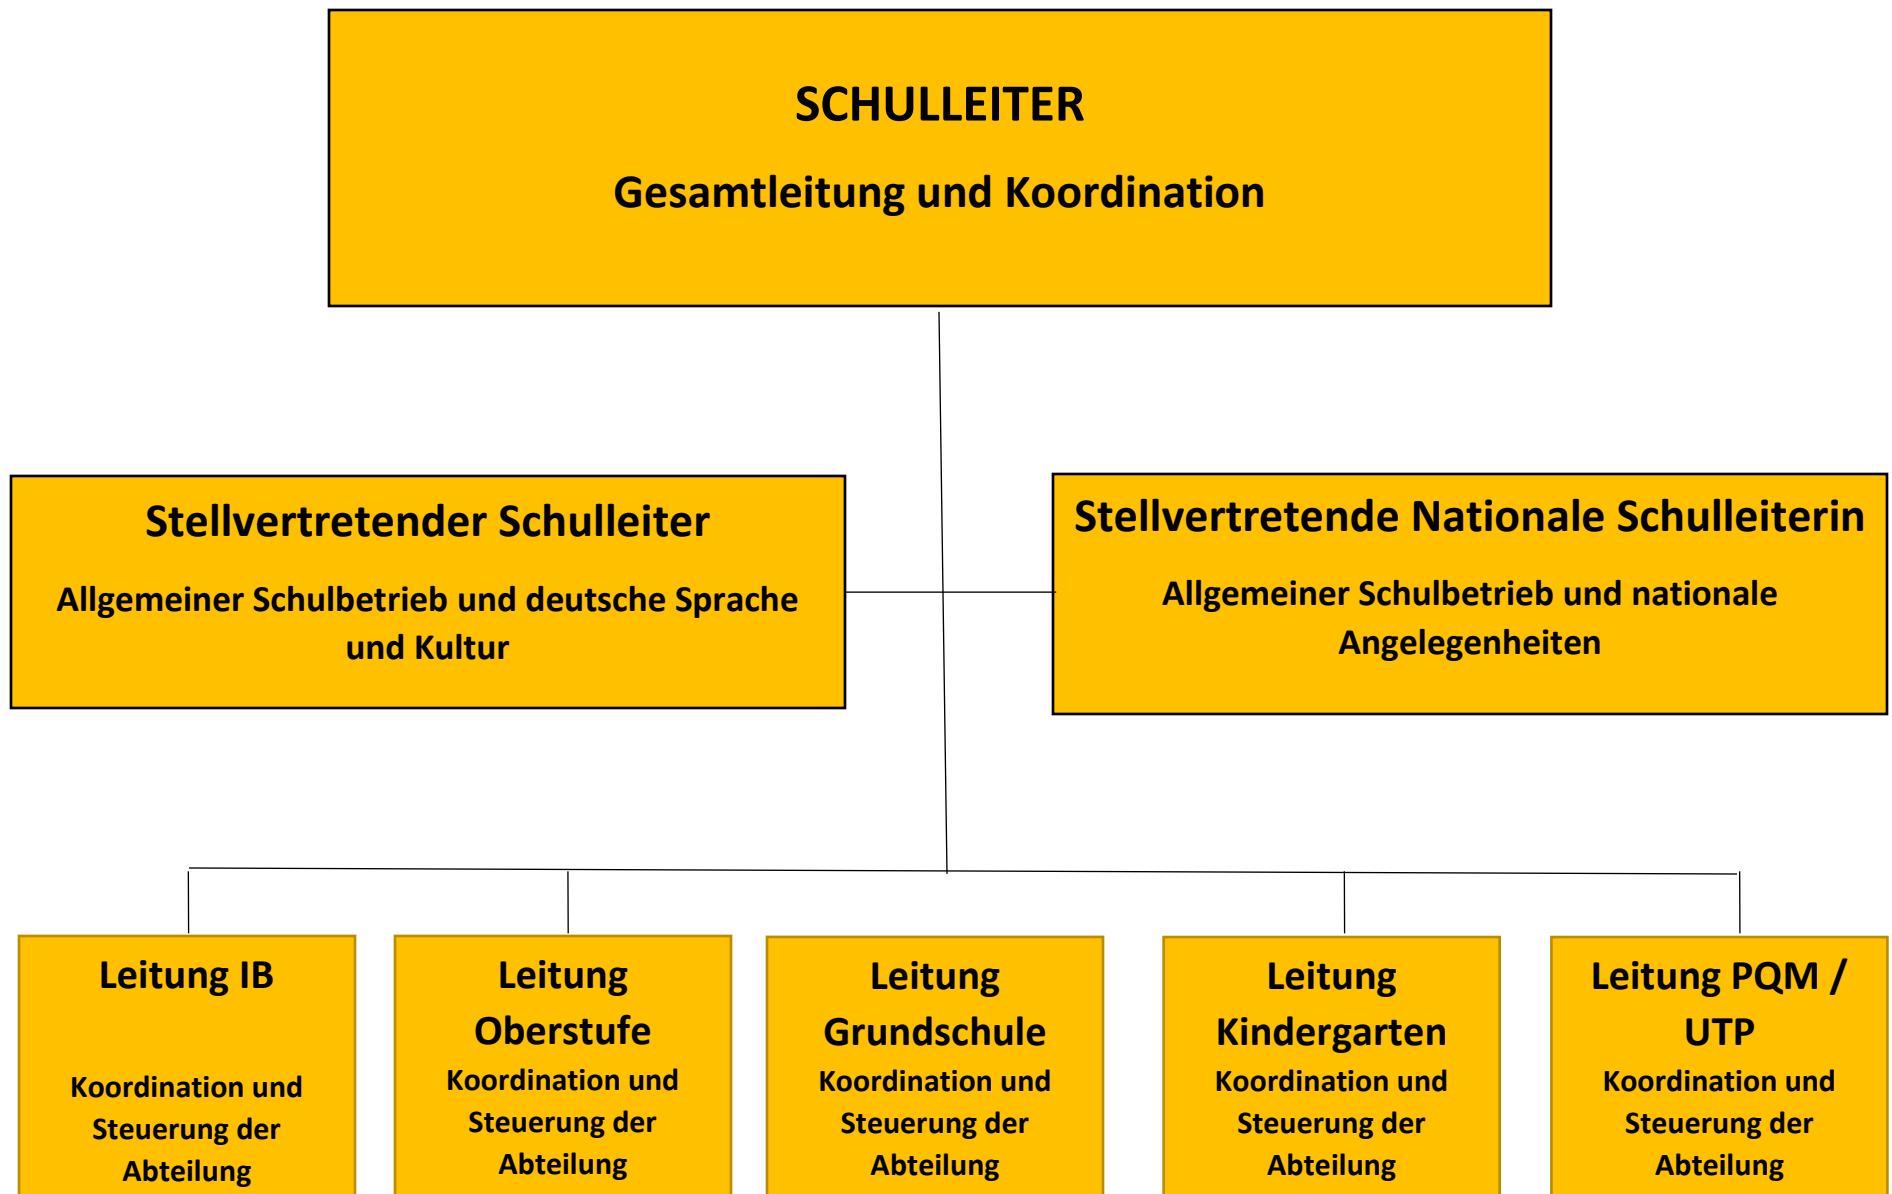 SCHULLEITER
Gesamtleitung und Koordination
Stellvertretender Schulleiter
Allgemeiner Schulbetrieb und deutsche Sprache
und Kultur
Stellvertretende Nationale Schulleiterin
Allgemeiner Schulbetrieb und nationale
Angelegenheiten
Leitung IB
Koordination und
Steuerung der
Abteilung
Leitung
Oberstufe
Koordination und
Steuerung der
Abteilung
Leitung
Grundschule
Koordination und
Steuerung der
Abteilung
Leitung
Kindergarten
Koordination und
Steuerung der
Abteilung
Leitung PQM /
UTP
Koordination und
Steuerung der
Abteilung